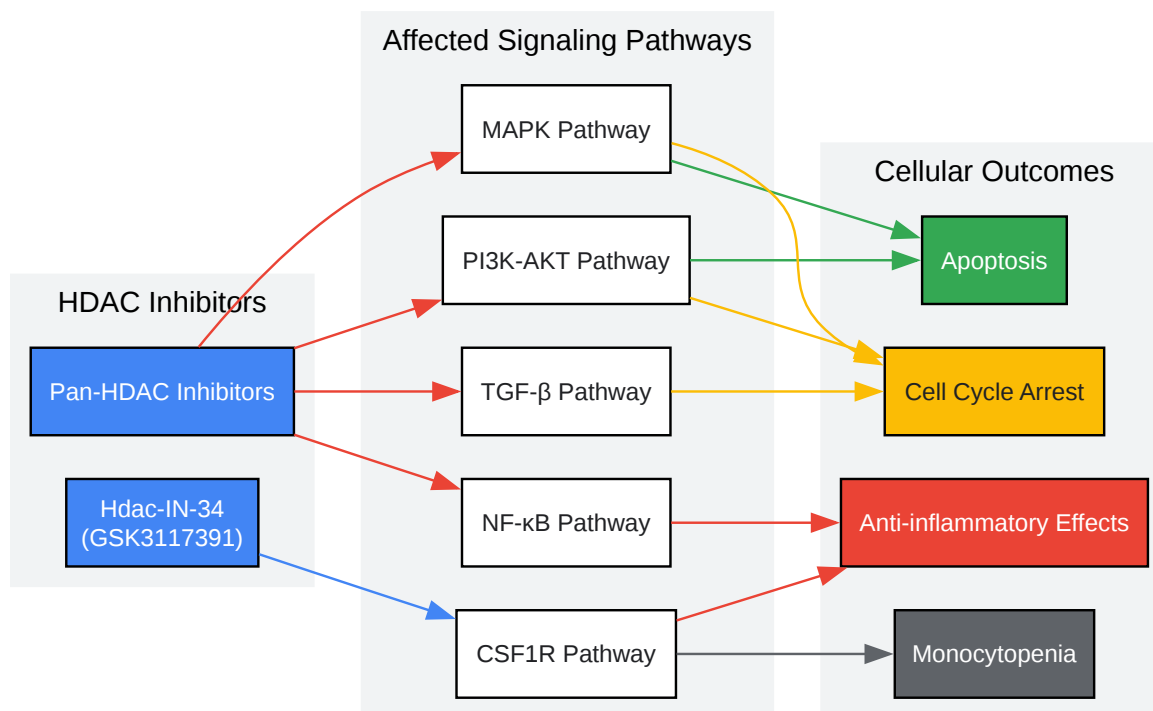 Affected Signaling Pathways
MAPK Pathway
PI3K-AKT Pathway
TGF-β Pathway
NF-κB Pathway
CSF1R Pathway
HDAC Inhibitors
Pan-HDAC Inhibitors
Hdac-IN-34
(GSK3117391)
Cellular Outcomes
Apoptosis
Cell Cycle Arrest
Anti-inflammatory Effects
Monocytopenia